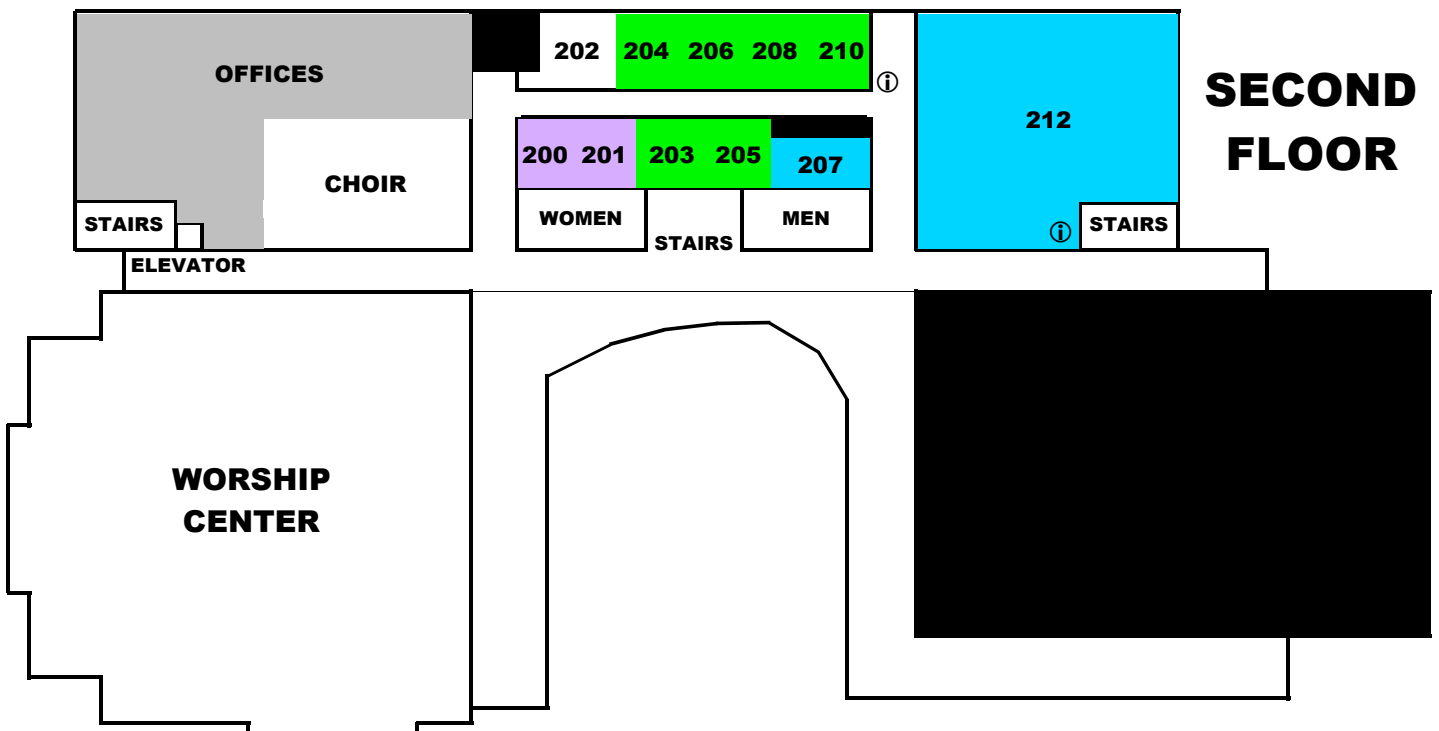 OFFICES
202 204 206 208 210
ⓘ
SECOND
FLOOR
212
200 201 203 205 207
CHOIR
STAIRS
WOMEN
MEN
STAIRS
ⓘ
STAIRS
ELEVATOR
WORSHIP
CENTER